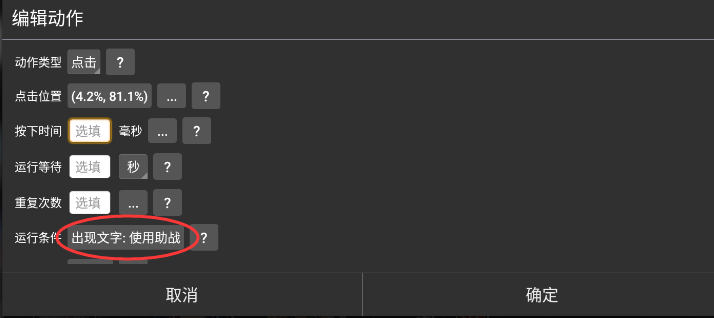 编辑动作
动作类型 点击 ?
点击位置 (4.2%, 81.1%) ... ?
按下时间 选填 毫秒 ... ?
运行等待 选填 秒 ?
重复次数 选填 ... ?
运行条件 出现文字: 使用助战 ?
取消 确定